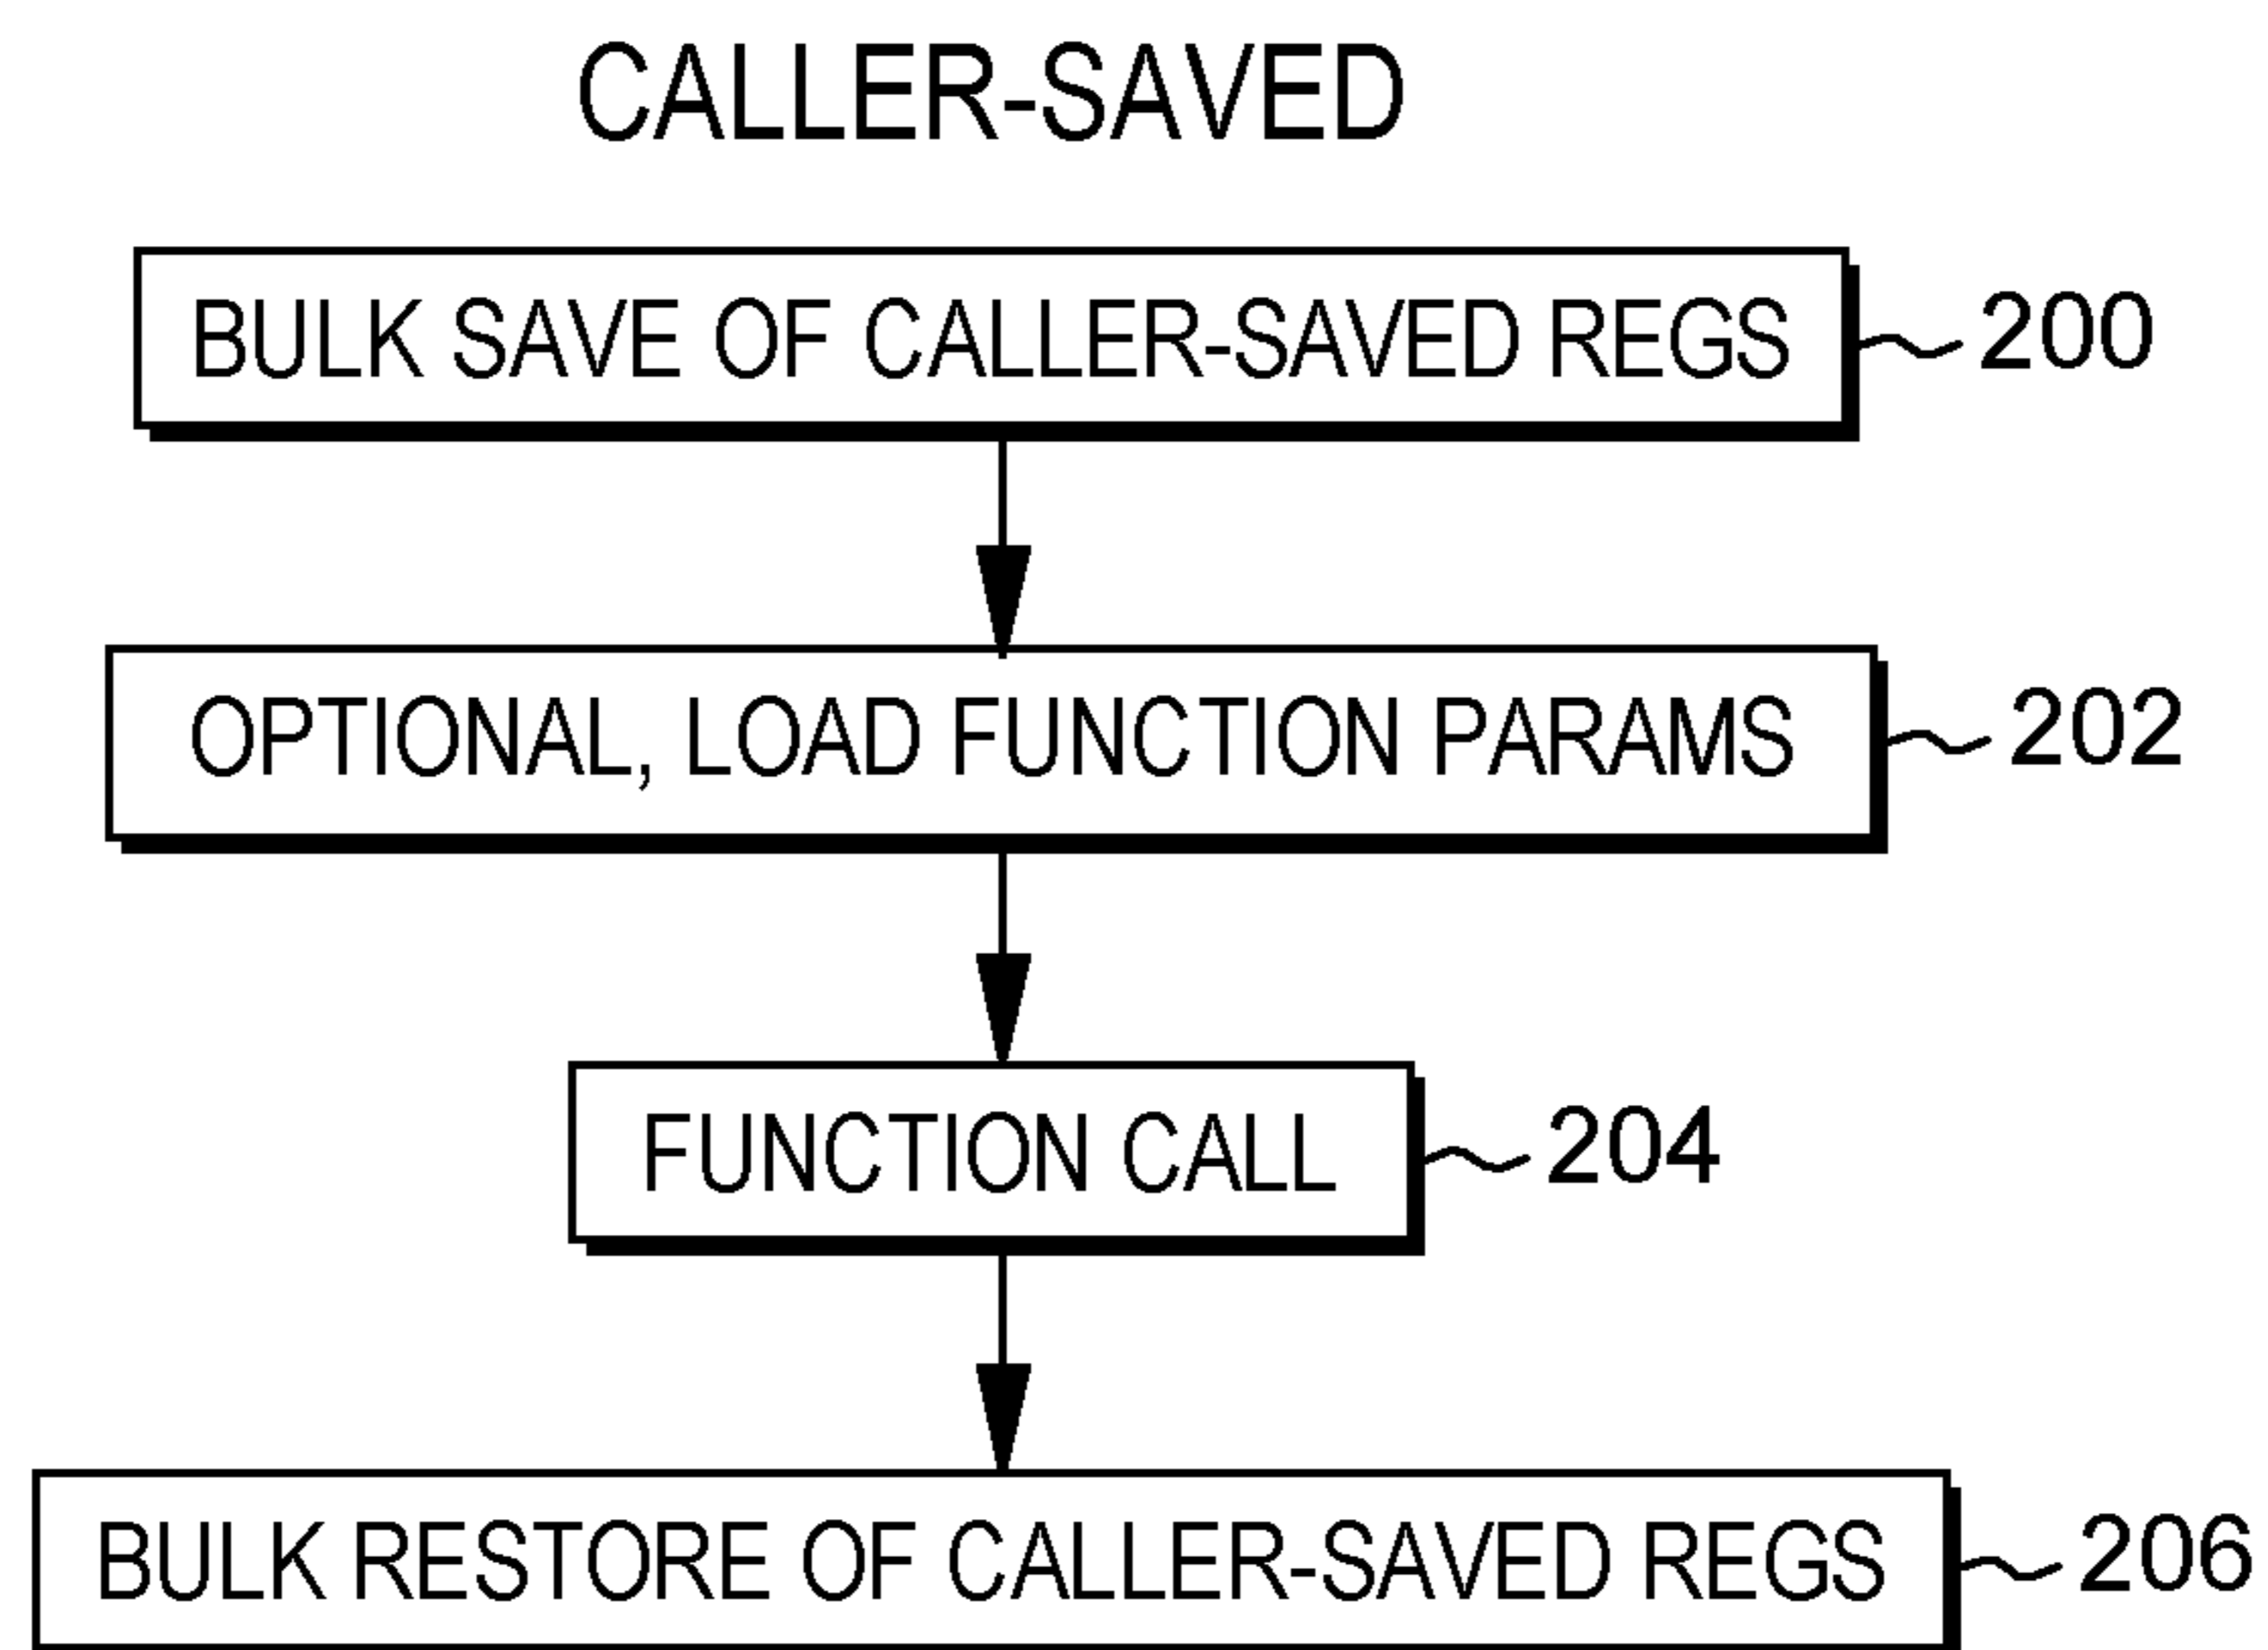 CALLER-SAVED
BULK SAVE OF CALLER-SAVED REGS 200
OPTIONAL, LOAD FUNCTION PARAMS 202
FUNCTION CALL 204
BULK RESTORE OF CALLER-SAVED REGS 206